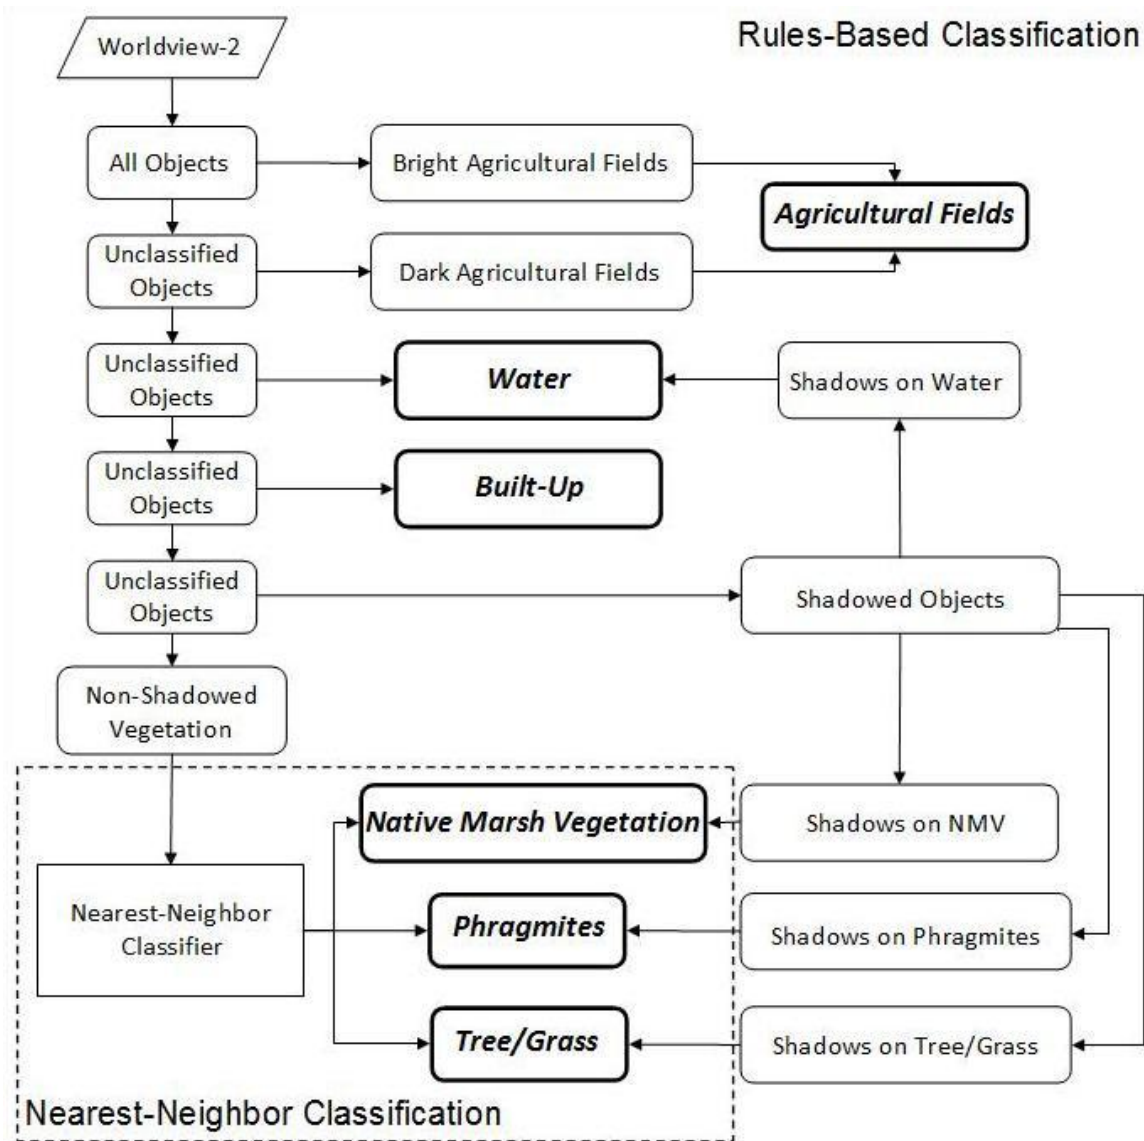 Worldview-2
Rules-Based Classification
All Objects
Bright Agricultural Fields
Agricultural Fields
Unclassified
Objects
Dark Agricultural Fields
Unclassified
Objects
Water
Shadows on Water
Unclassified
Objects
Built-Up
Unclassified
Objects
Shadowed Objects
Non-Shadowed
Vegetation
Native Marsh Vegetation
Shadows on NMV
Nearest-Neighbor
Classifier
Phragmites
Shadows on Phragmites
Tree/Grass
Shadows on Tree/Grass
Nearest-Neighbor Classification